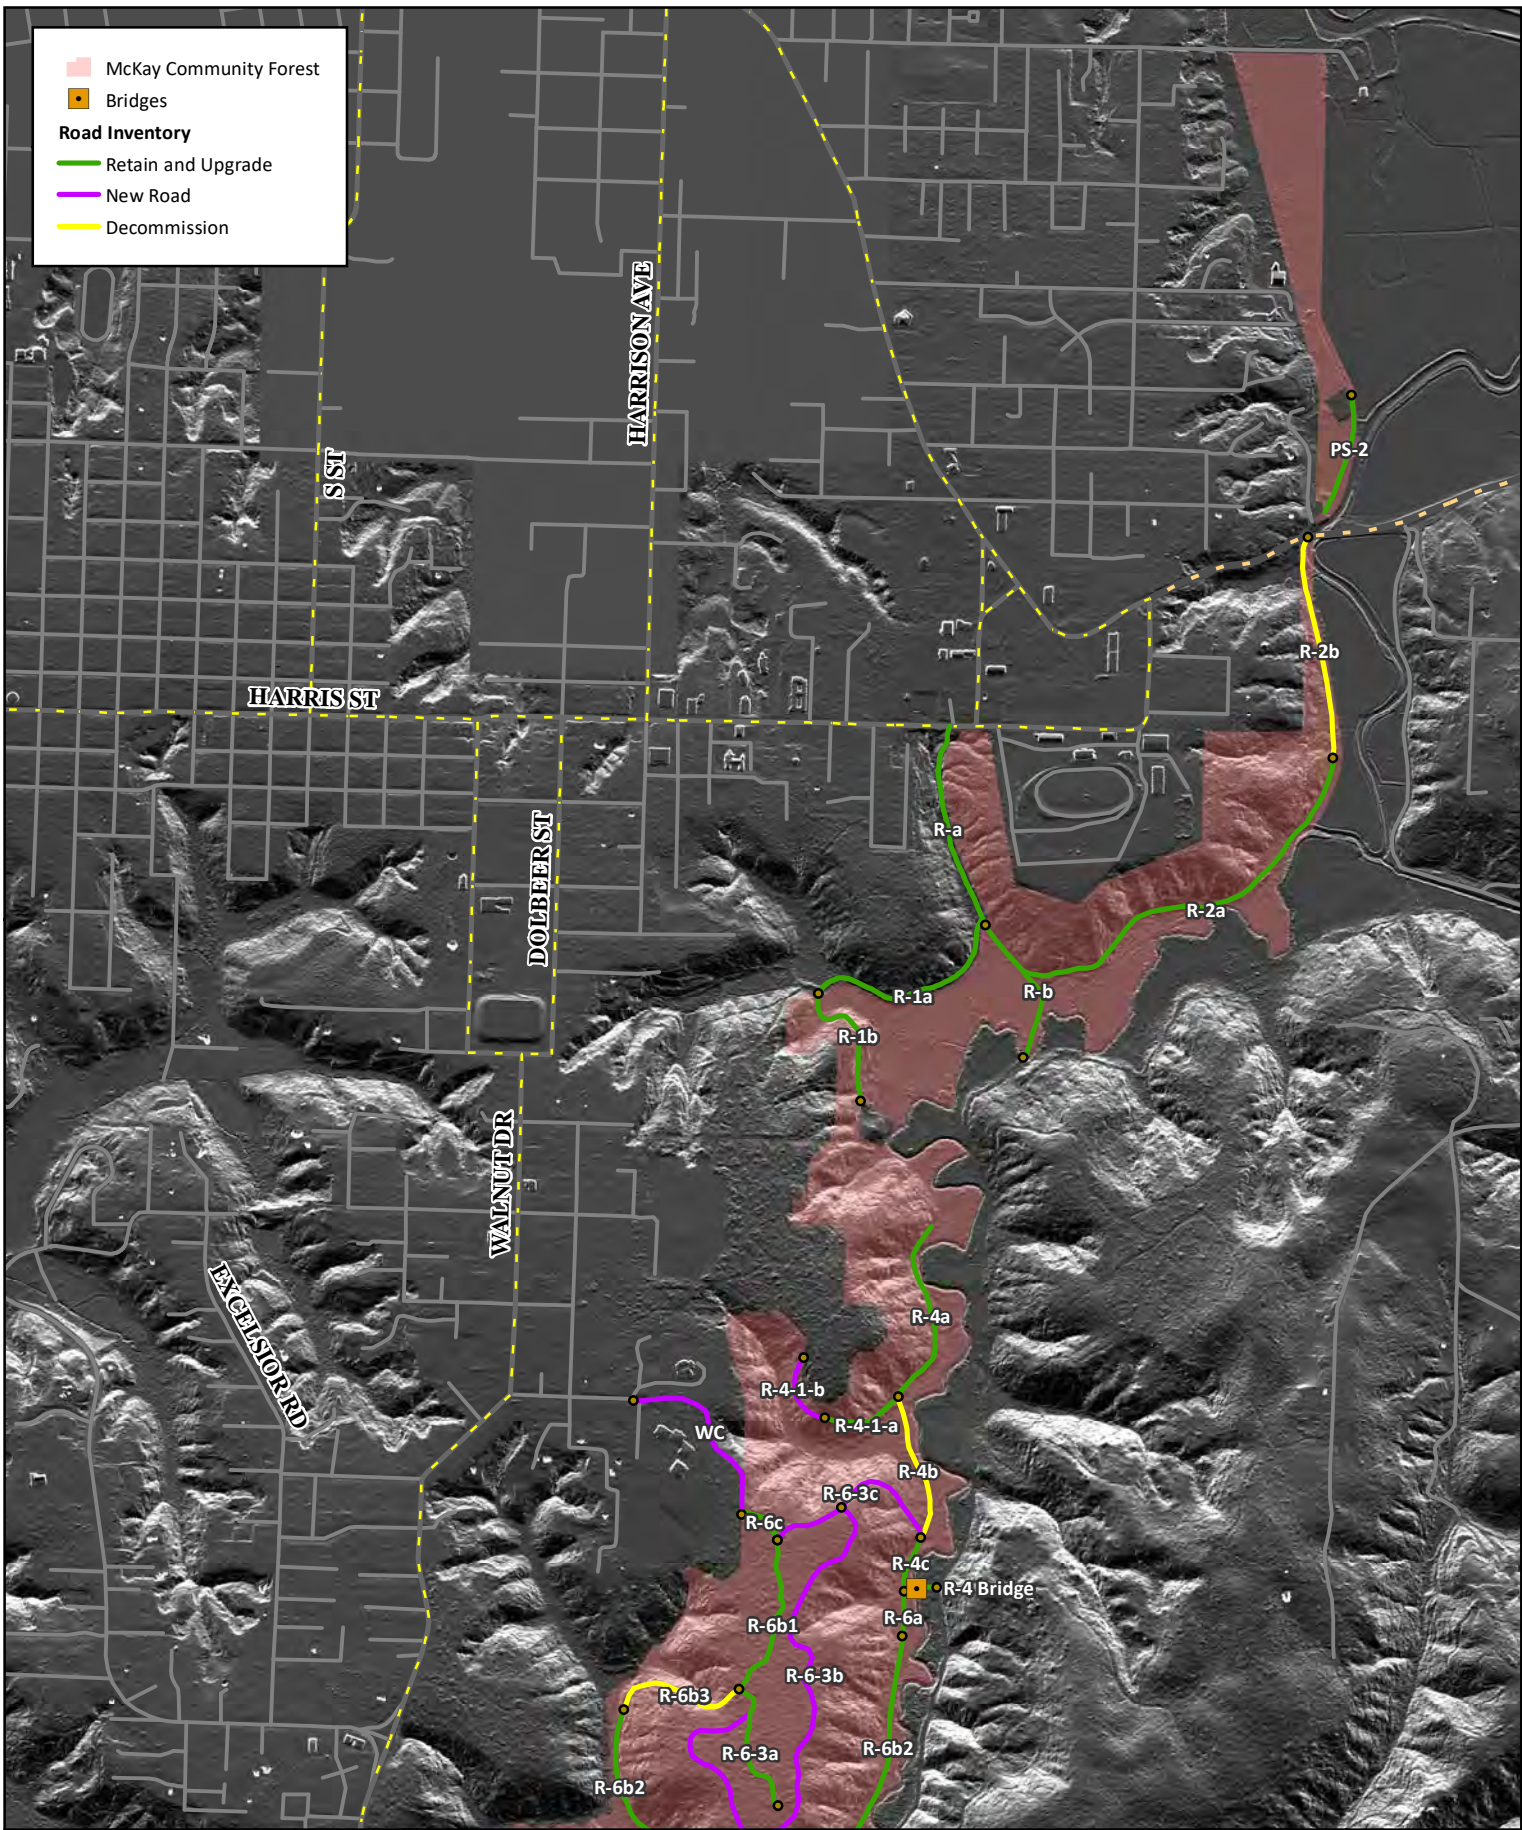 McKay Community Forest
Bridges
Road Inventory
Retain and Upgrade
New Road
Decommission
HARRISON AVE
S ST
PS-2
R-2b
HARRIS ST
R-a
DOLBEER ST
R-2a
R-b
R-1a
R-1b
WALNUT DR
EXCELSIOR RD
R-4a
R-4-1-b
R-4-1-a
WC
R-4b
R-6-3c
R-6c
R-4c
R-4 Bridge
R-6a
R-6b1
R-6-3b
R-6b3
R-6-3a
R-6b2
R-6b2